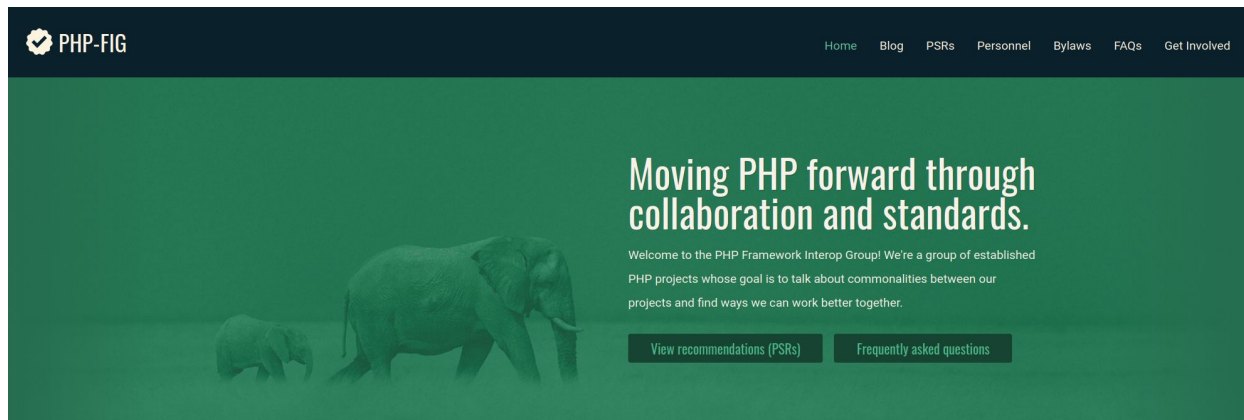 PHP-FIG
Home Blog PSRs Personnel Bylaws FAQs Get Involved
Moving PHP forward through
collaboration and standards.
Welcome to the PHP Framework Interop Group! We're a group of established
PHP projects whose goal is to talk about commonalities between our
projects and find ways we can work better together.
View recommendations (PSRs) Frequently asked questions